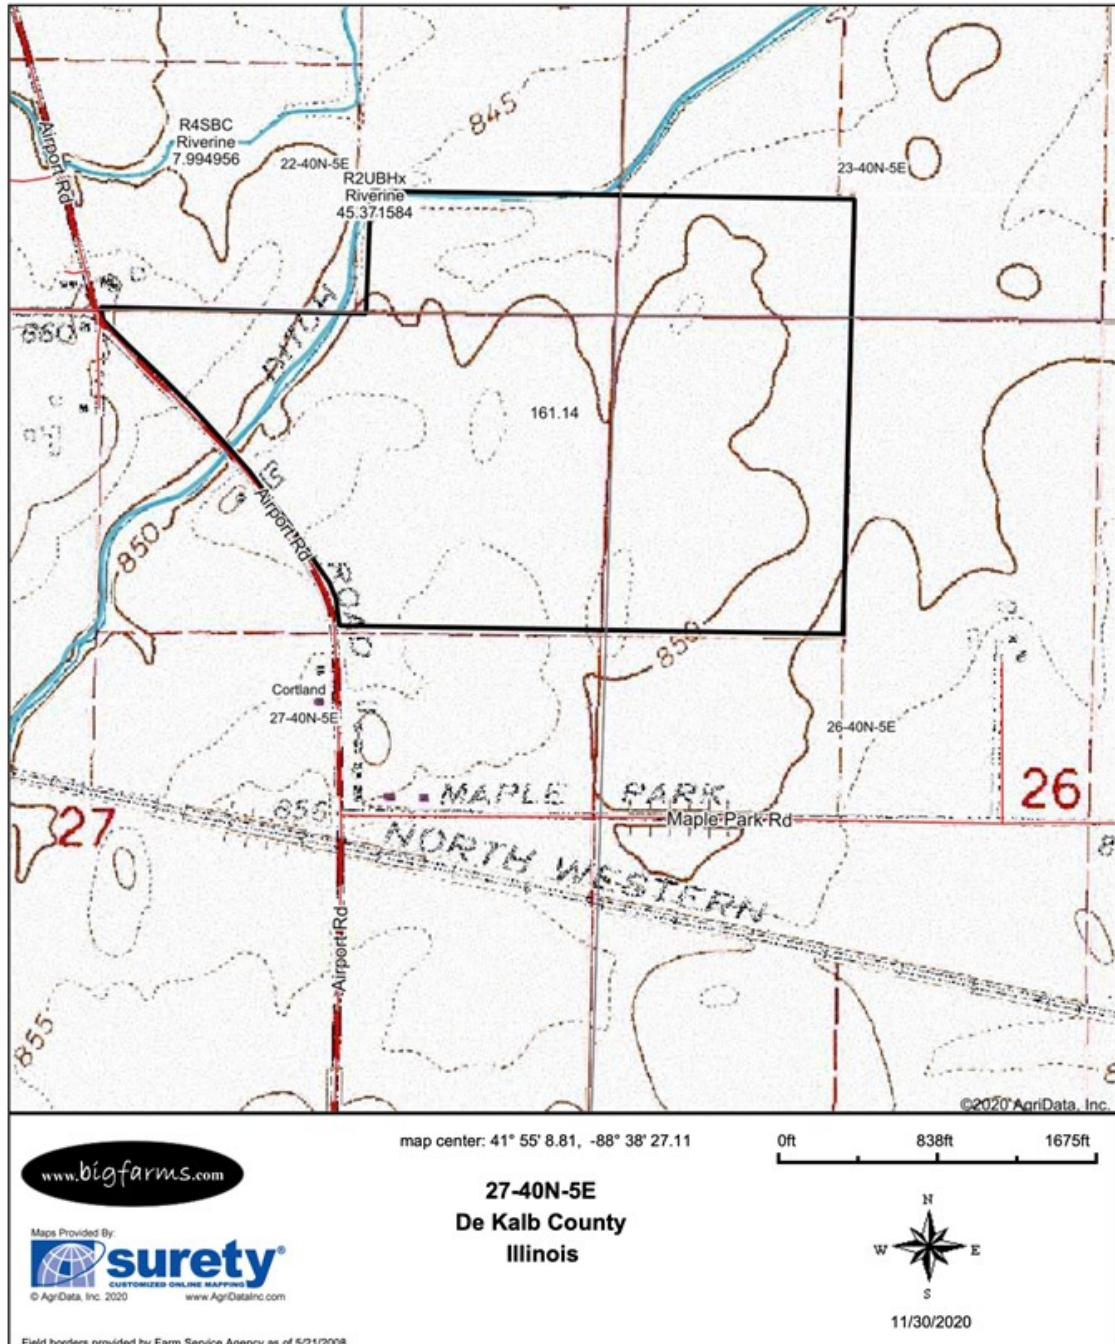 845
R4SBC
Riverine
7.994956
22-40N-5E
23-40N-5E
Airport Rd
R2UBHx
Riverine
45.371584
DITCH
161.14
Airport Rd
850
ROAD
850
Cortland
27-40N-5E
26-40N-5E
26
MAPLE PARK
Maple Park Rd
27
NORTH WESTERN
Airport Rd
855
©2020 AgriData, Inc.
www.bigfarms.com
map center: 41° 55' 8.81, -88° 38' 27.11
0ft 838ft 1675ft
27-40N-5E
De Kalb County
Illinois
Maps Provided By:
surety®
CUSTOMIZED ONLINE MAPPING
© AgriData, Inc. 2020 www.AgriDataInc.com
N
W E
S
11/30/2020
Field borders provided by Farm Service Agency as of 5/21/2008.